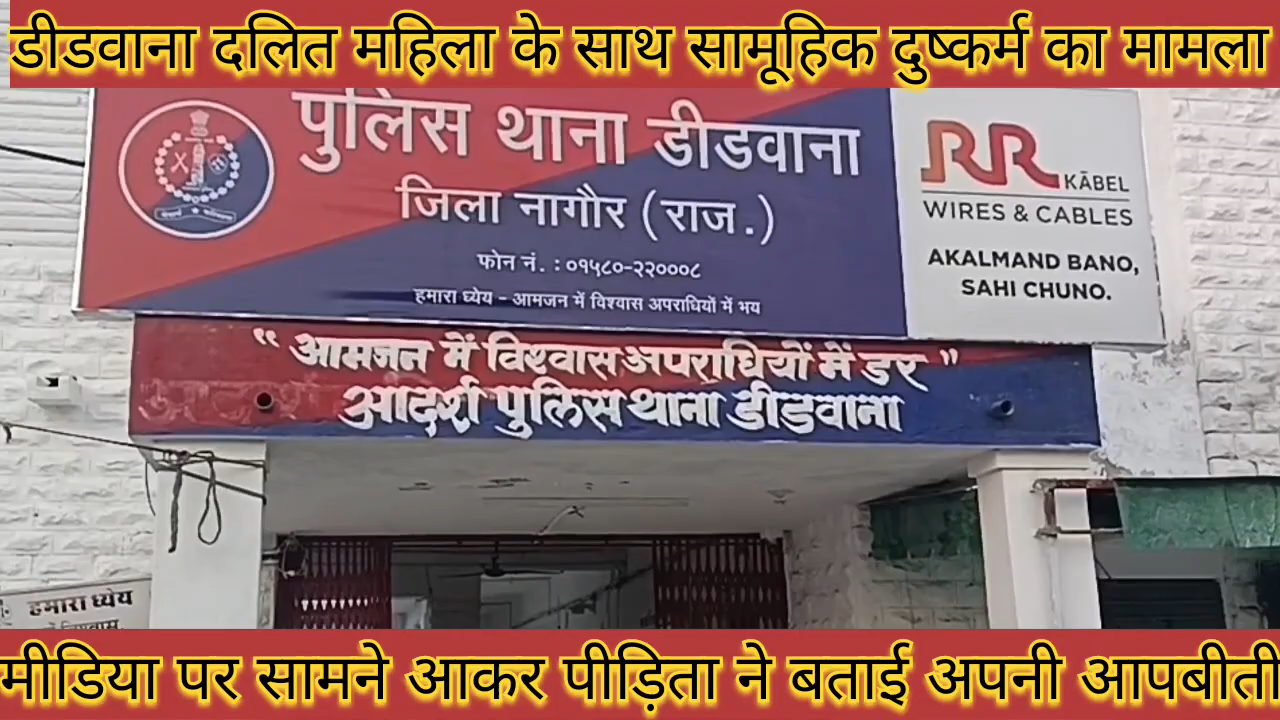 डीडवाना दलित महिला के साथ सामूहिक दुष्कर्म का मामला
पुलिस थाना डीडवाना
जिला नागौर (राज.)
फोन नं. : ०१५८०-२२०००८
हमारा ध्येय - आमजन में विश्वास अपराधियों में भय
RR KĀBEL
WIRES & CABLES
AKALMAND BANO,
SAHI CHUNO.
“ आमजन में विश्वास अपराधियों में डर ”
आदर्श पुलिस थाना डीडवाना
हमारा ध्येय
मीडिया पर सामने आकर पीड़िता ने बताई अपनी आपबीती